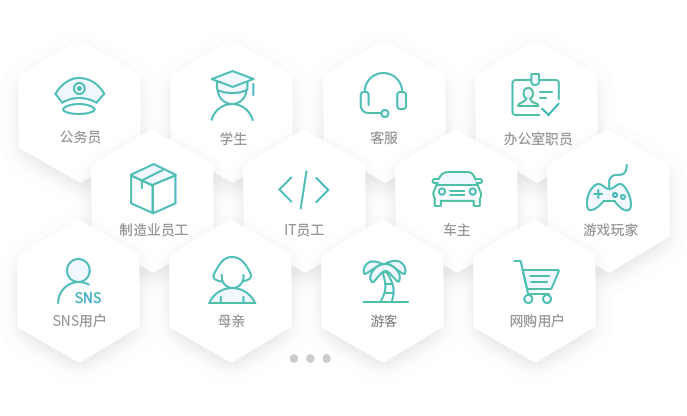 公务员
学生
客服
办公室职员
制造业员工
IT员工
车主
游戏玩家
SNS
SNS用户
母亲
游客
网购用户